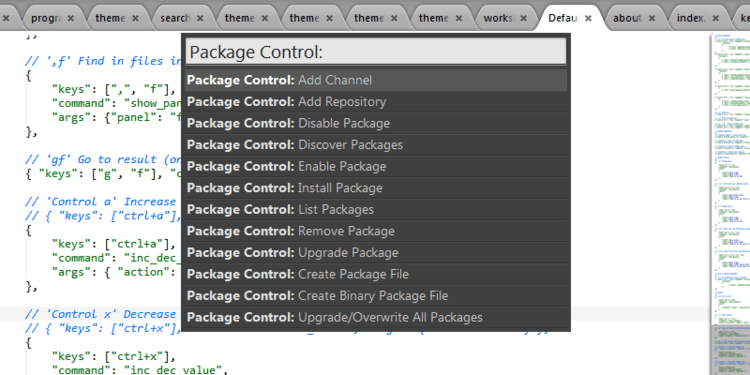 progra
theme
search
theme
theme
theme
theme
works
Defau
about
index.
ke
},
// ',f' Find in files in
{
"keys": [",", "f"],
"command": "show_pan
"args": {"panel": "f
},
// 'gf' Go to result (or
{ "keys": ["g", "f"], "c
// 'Control a' Increase
// { "keys": ["ctrl+a"],
{
"keys": ["ctrl+a"],
"command": "inc_dec_
"args": { "action":
},
// 'Control x' Decrease
// { "keys": ["ctrl+x"],
{
"keys": ["ctrl+x"],
"command": "inc_dec_value",
Package Control:
Package Control: Add Channel
Package Control: Add Repository
Package Control: Disable Package
Package Control: Discover Packages
Package Control: Enable Package
Package Control: Install Package
Package Control: List Packages
Package Control: Remove Package
Package Control: Upgrade Package
Package Control: Create Package File
Package Control: Create Binary Package File
Package Control: Upgrade/Overwrite All Packages